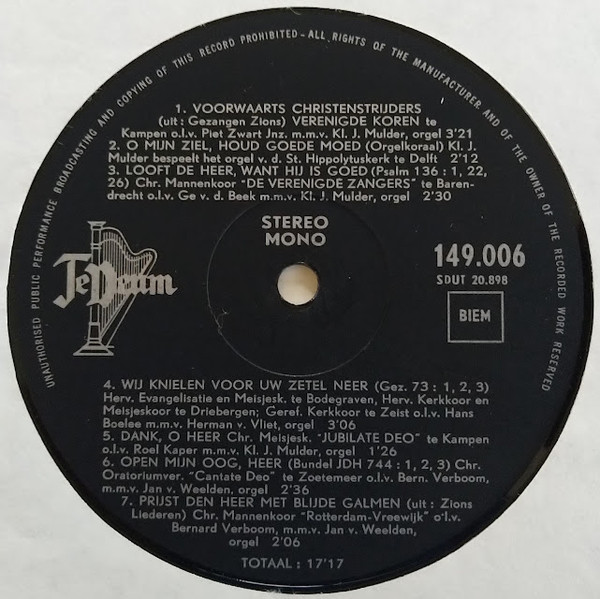 UNAUTHORISED PUBLIC PERFORMANCE BROADCASTING AND COPYING OF THIS RECORD PROHIBITED - ALL RIGHTS OF THE MANUFACTURER AND OF THE OWNER OF THE RECORDED WORK RESERVED
1. VOORWAARTS CHRISTENSTRIJDERS
(uit : Gezangen Zions) VERENIGDE KOREN te
Kampen o.l.v. Piet Zwart Jnz. m.m.v. Kl. J. Mulder, orgel 3'21
2. O MIJN ZIEL, HOUD GOEDE MOED (Orgelkoraal) Kl. J.
Mulder bespeelt het orgel v. d. St. Hippolytuskerk te Delft 2'12
3. LOOFT DE HEER, WANT HIJ IS GOED (Psalm 136 : 1, 22,
26) Chr. Mannenkoor "DE VERENIGDE ZANGERS" te Baren-
drecht o.l.v. Ge v. d. Beek m.m.v. Kl. J. Mulder, orgel 2'30
STEREO
MONO
TeDeum
149.006
SDUT 20.898
BIEM
4. WIJ KNIELEN VOOR UW ZETEL NEER (Gez. 73 : 1, 2, 3)
Herv. Evangelisatie en Meisjesk. te Bodegraven, Herv. Kerkkoor en
Meisjeskoor te Driebergen; Geref. Kerkkoor te Zeist o.l.v. Hans
Boelee m.m.v. Herman v. Vliet, orgel 3'06
5. DANK, O HEER Chr. Meisjesk. "JUBILATE DEO" te Kampen
o.l.v. Roel Kaper m.m.v. Kl. J. Mulder, orgel 1'26
6. OPEN MIJN OOG, HEER (Bundel JDH 744 : 1, 2, 3) Chr.
Oratoriumver. "Cantate Deo" te Zoetemeer o.l.v. Bern. Verboom,
m.m.v. Jan v. Weelden, orgel 2'36
7. PRIJST DEN HEER MET BLIJDE GALMEN (uit : Zions
Liederen) Chr. Mannenkoor "Rotterdam-Vreewijk" o.l.v.
Bernard Verboom, m.m.v. Jan v. Weelden,
orgel 2'06
TOTAAL : 17'17